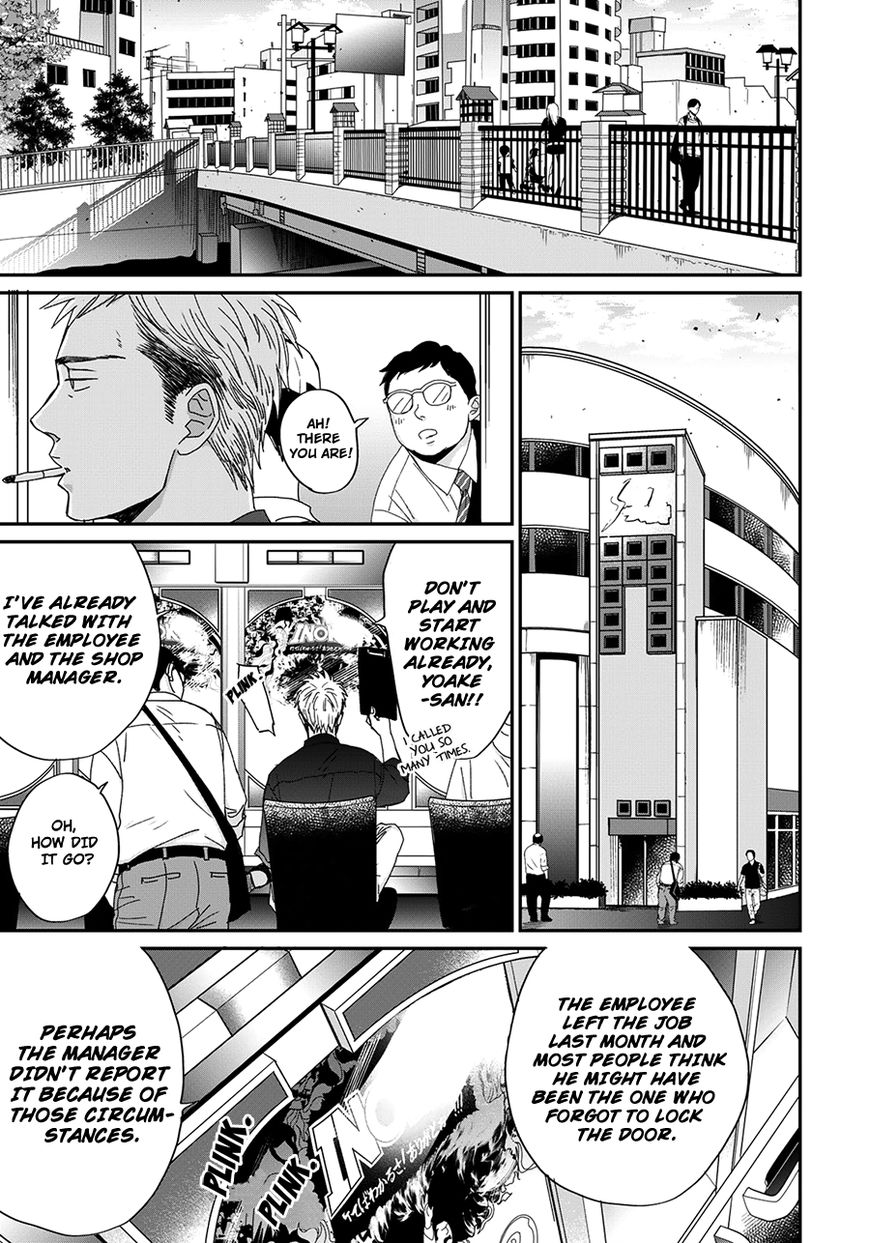 AH!
THERE
YOU ARE!
DON'T
PLAY AND
START
WORKING
ALREADY,
YOAKE
-SAN!!
I CALLED
YOU SO
MANY TIMES.
PLINK.
I'VE ALREADY
TALKED WITH
THE EMPLOYEE
AND THE SHOP
MANAGER.
OH,
HOW DID
IT GO?
THE EMPLOYEE
LEFT THE JOB
LAST MONTH AND
MOST PEOPLE THINK
HE MIGHT HAVE
BEEN THE ONE WHO
FORGOT TO LOCK
THE DOOR.
INO
PLINK.
PLINK.
PERHAPS
THE MANAGER
DIDN'T REPORT
IT BECAUSE OF
THOSE CIRCUM-
STANCES.